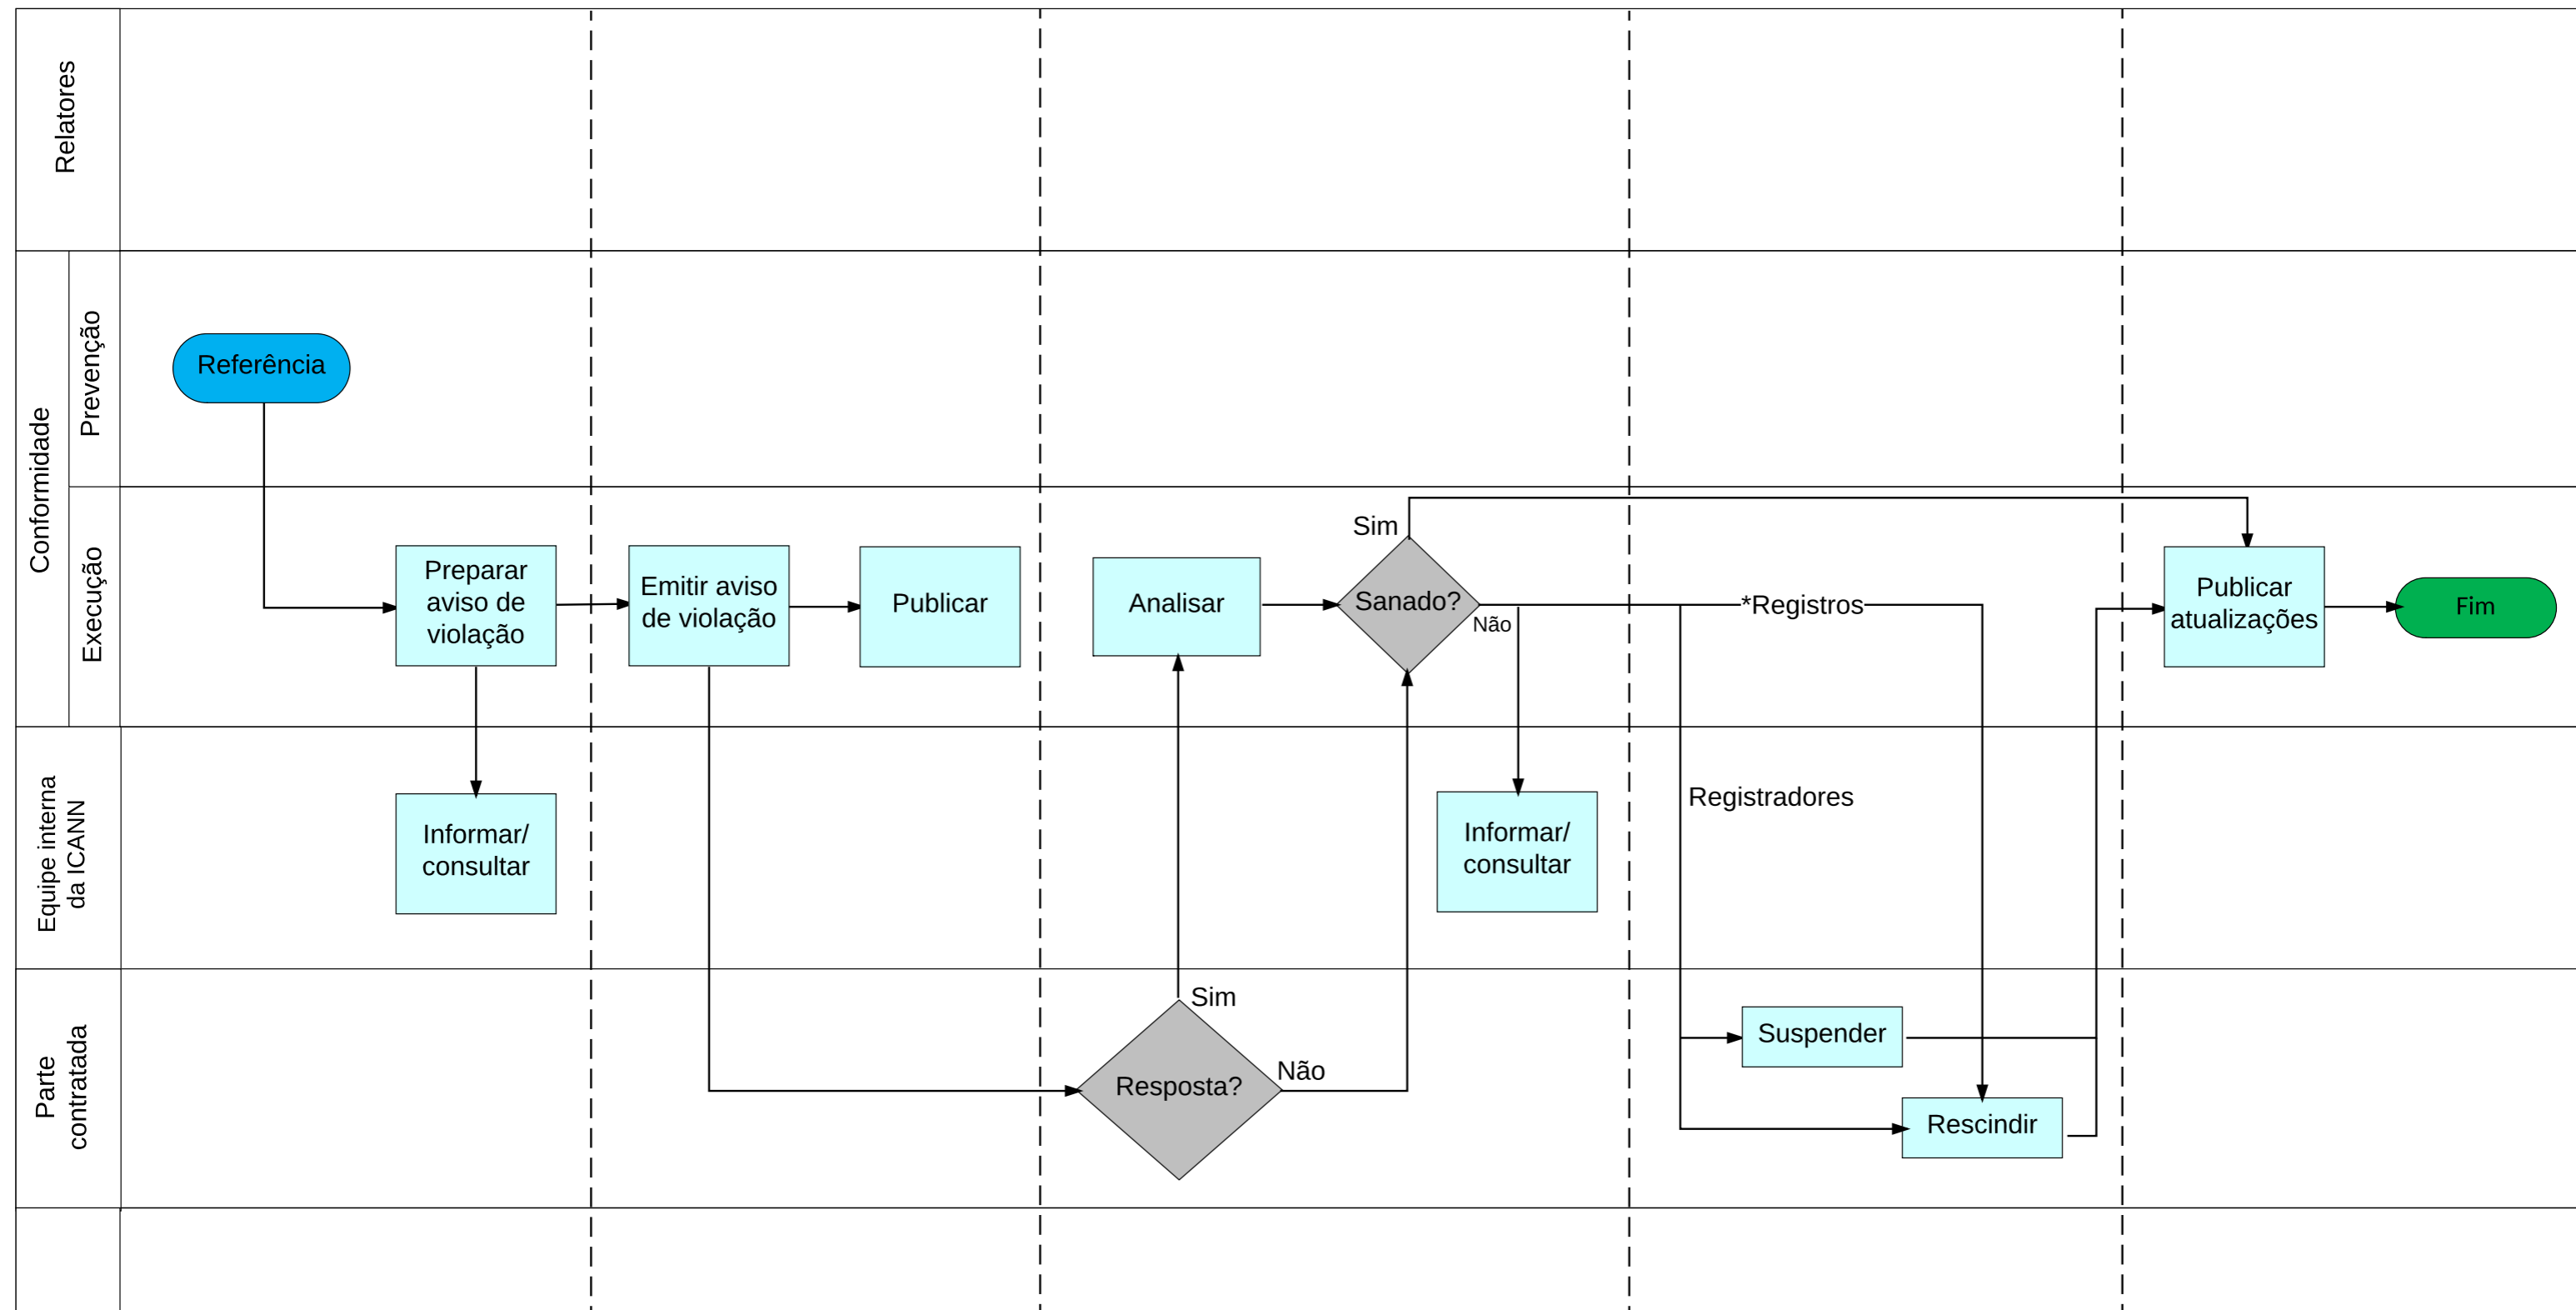 Relatores
Conformidade
Prevenção
Referência
Execução
Preparar
aviso de
violação
Emitir aviso
de violação
Publicar
Analisar
Sim
Sanado?
Não
*Registros
Publicar
atualizações
Fim
Equipe interna
da ICANN
Informar/
consultar
Informar/
consultar
Registradores
Parte
contratada
Sim
Resposta?
Não
Suspender
Rescindir